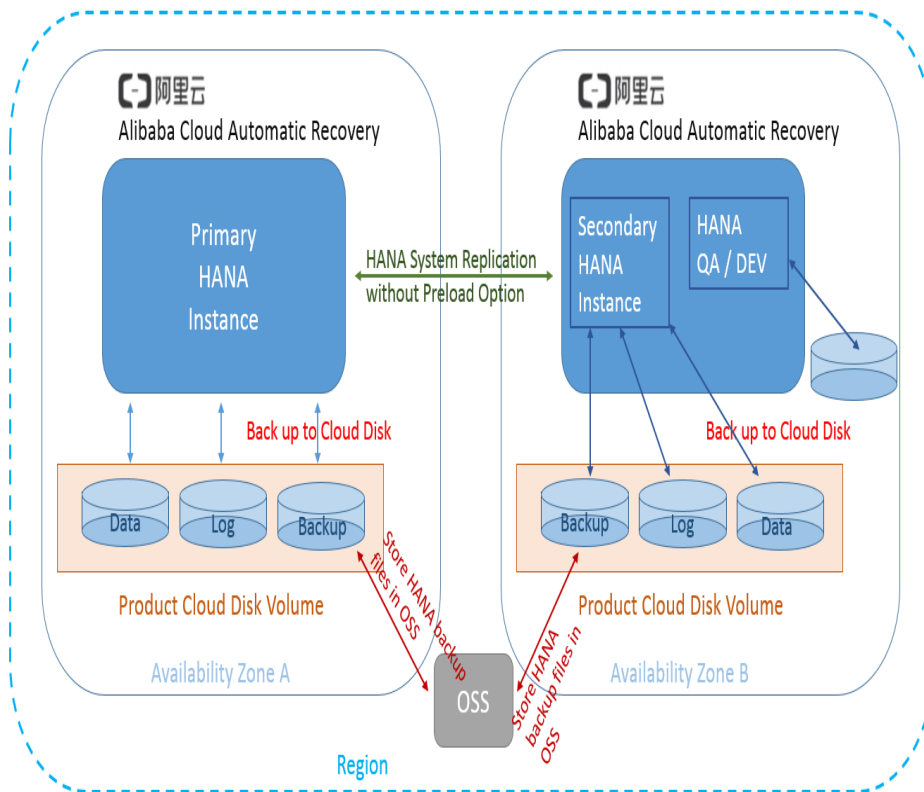 阿里云
Alibaba Cloud Automatic Recovery
Primary
HANA
Instance
Back up to Cloud Disk
Data
Log
Backup
Product Cloud Disk Volume
Availability Zone A
HANA System Replication
without Preload Option
阿里云
Alibaba Cloud Automatic Recovery
Secondary
HANA
Instance
HANA
QA / DEV
Back up to Cloud Disk
Backup
Log
Data
Product Cloud Disk Volume
Availability Zone B
Store HANA backup
files in OSS
OSS
Store HANA
backup files in
OSS
Region